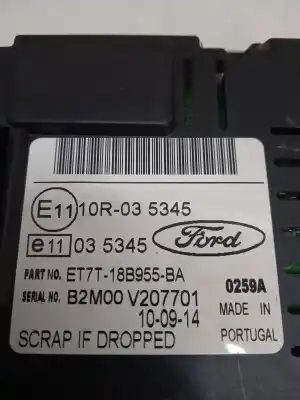 E11 10R-03 5345
e11 03 5345 Ford
PART NO. ET7T-18B955-BA 0259A
SERIAL NO. B2M00 V207701 MADE IN
10-09-14 PORTUGAL
SCRAP IF DROPPED